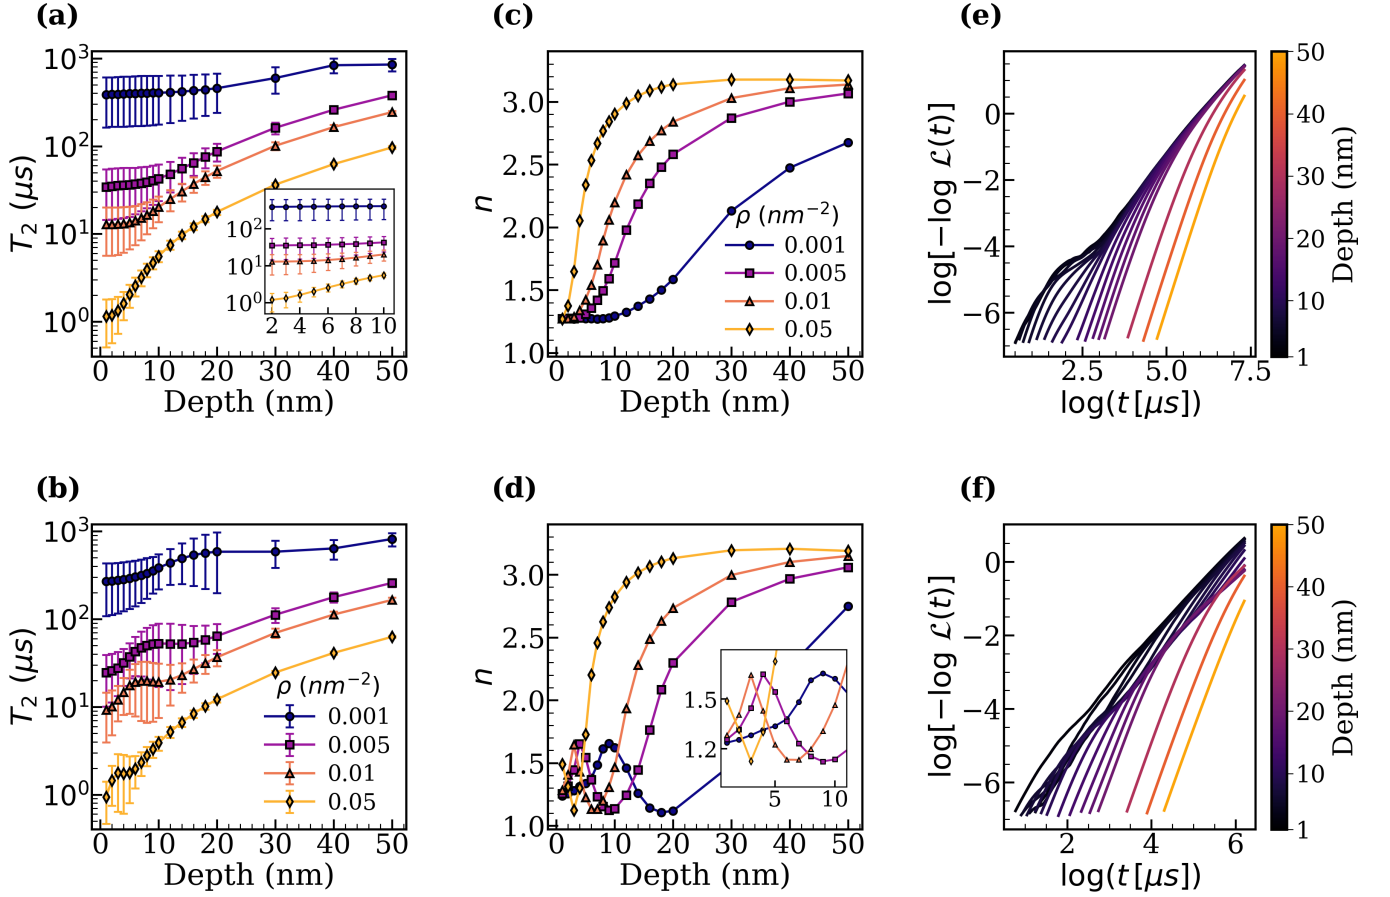 (a)
10³
10²
10¹
10⁰
T₂ (μs)
0 10 20 30 40 50
Depth (nm)
10²
10¹
10⁰
2 4 6 8 10
(c)
3.0
2.5
2.0
1.5
1.0
n
0 10 20 30 40 50
Depth (nm)
ρ (nm⁻²)
0.001
0.005
0.01
0.05
(e)
0
−2
−4
−6
log[−log ℒ(t)]
2.5 5.0 7.5
log(t [μs])
50
40
30
20
10
1
Depth (nm)
(b)
10³
10²
10¹
10⁰
T₂ (μs)
0 10 20 30 40 50
Depth (nm)
ρ (nm⁻²)
0.001
0.005
0.01
0.05
(d)
3.0
2.5
2.0
1.5
1.0
n
0 10 20 30 40 50
Depth (nm)
1.5
1.2
5 10
(f)
0
−2
−4
−6
log[−log ℒ(t)]
2 4 6
log(t [μs])
50
40
30
20
10
1
Depth (nm)